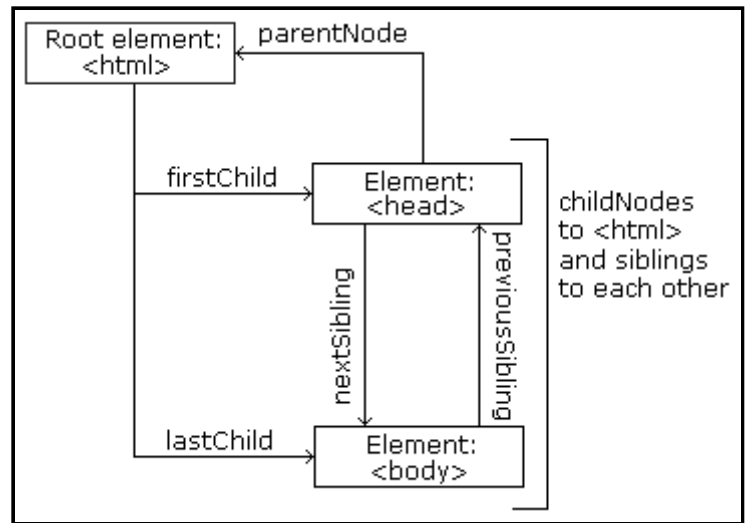 Root element:
<html>
parentNode
firstChild
Element:
<head>
childNodes
to <html>
and siblings
to each other
nextSibling
previousSibling
lastChild
Element:
<body>